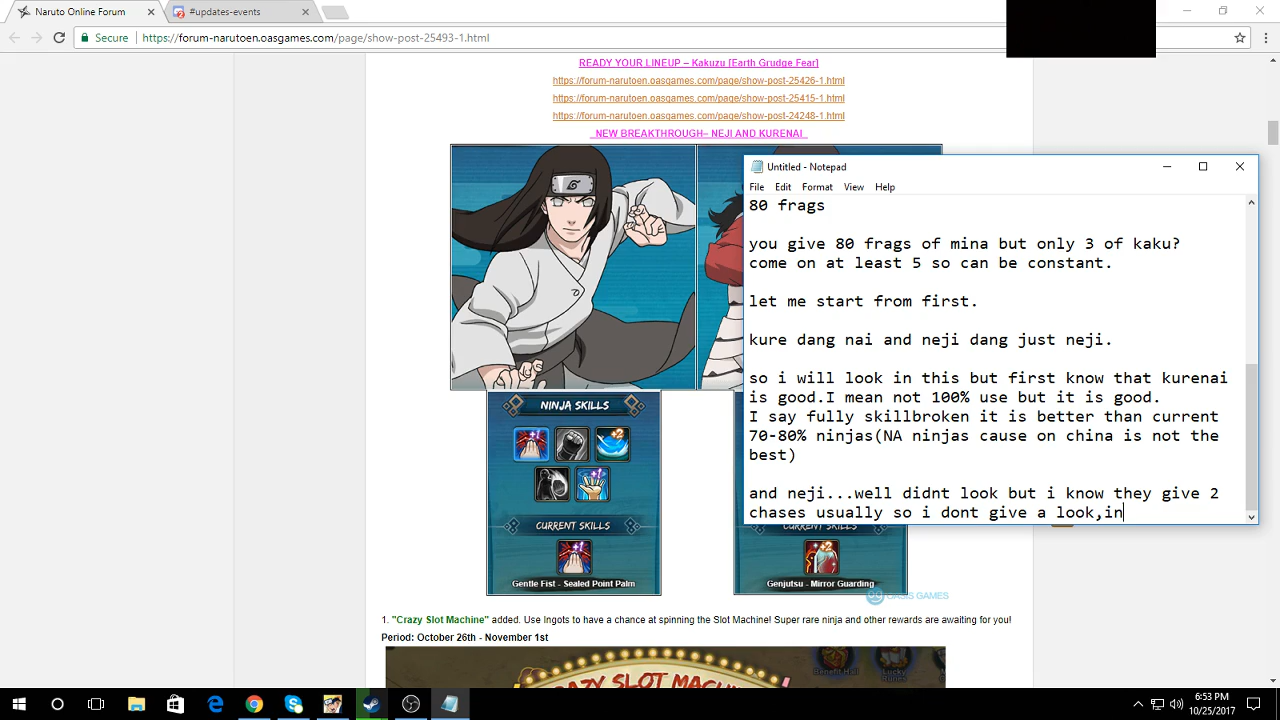 Naruto Online Forum
#updates-events
Secure
https://forum-narutoen.oasgames.com/page/show-post-25493-1.html
READY YOUR LINEUP – Kakuzu [Earth Grudge Fear]
https://forum-narutoen.oasgames.com/page/show-post-25426-1.html
https://forum-narutoen.oasgames.com/page/show-post-25415-1.html
https://forum-narutoen.oasgames.com/page/show-post-24248-1.html
NEW BREAKTHROUGH– NEJI AND KURENAI
Untitled - Notepad
File Edit Format View Help
80 frags
you give 80 frags of mina but only 3 of kaku?
come on at least 5 so can be constant.
let me start from first.
kure dang nai and neji dang just neji.
so i will look in this but first know that kurenai
is good.I mean not 100% use but it is good.
I say fully skillbroken it is better than current
70-80% ninjas(NA ninjas cause on china is not the
best)
and neji...well didnt look but i know they give 2
chases usually so i dont give a look,in
NINJA SKILLS
CURRENT SKILLS
Gentle Fist - Sealed Point Palm
Genjutsu - Mirror Guarding
OASIS GAMES
1. "Crazy Slot Machine" added. Use Ingots to have a chance at spinning the Slot Machine! Super rare ninja and other rewards are awaiting for you!
Period: October 26th - November 1st
CRAZY SLOT MACHINE
Benefit Hall
6:53 PM
10/25/2017